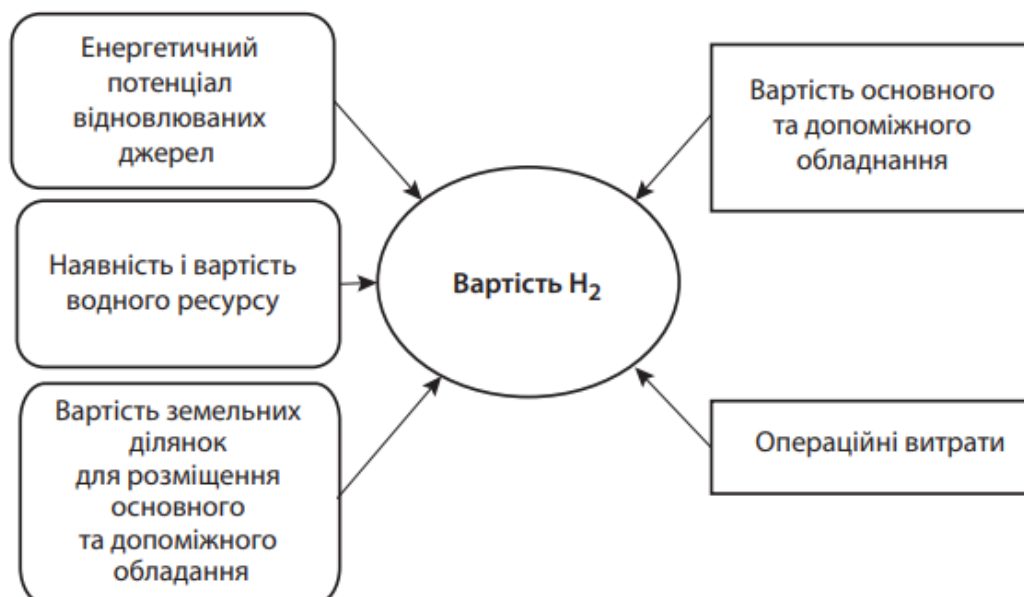 Енергетичний
потенціал
відновлюваних
джерел
Наявність і вартість
водного ресурсу
Вартість земельних
ділянок
для розміщення
основного
та допоміжного
обладання
Вартість H₂
Вартість основного
та допоміжного
обладнання
Операційні витрати